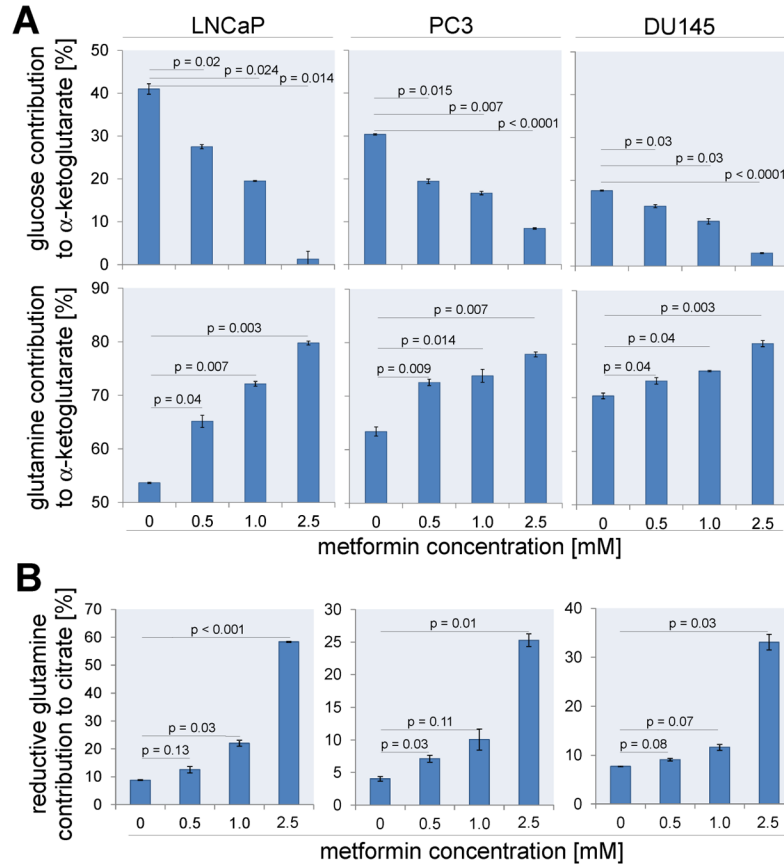 A
LNCaP
PC3
DU145
glucose contribution
to α-ketoglutarate [%]
50
40
30
20
10
0
p = 0.02
p = 0.024
p = 0.014
p = 0.015
p = 0.007
p < 0.0001
p = 0.03
p = 0.03
p < 0.0001
glutamine contribution
to α-ketoglutarate [%]
90
80
70
60
50
p = 0.003
p = 0.007
p = 0.04
p = 0.007
p = 0.014
p = 0.009
p = 0.003
p = 0.04
p = 0.04
0 0.5 1.0 2.5
0 0.5 1.0 2.5
0 0.5 1.0 2.5
metformin concentration [mM]
B
reductive glutamine
contribution to citrate [%]
70
60
50
40
30
20
10
0
p < 0.001
p = 0.03
p = 0.13
30
25
20
15
10
5
0
p = 0.01
p = 0.11
p = 0.03
40
30
20
10
0
p = 0.03
p = 0.07
p = 0.08
0 0.5 1.0 2.5
0 0.5 1.0 2.5
0 0.5 1.0 2.5
metformin concentration [mM]